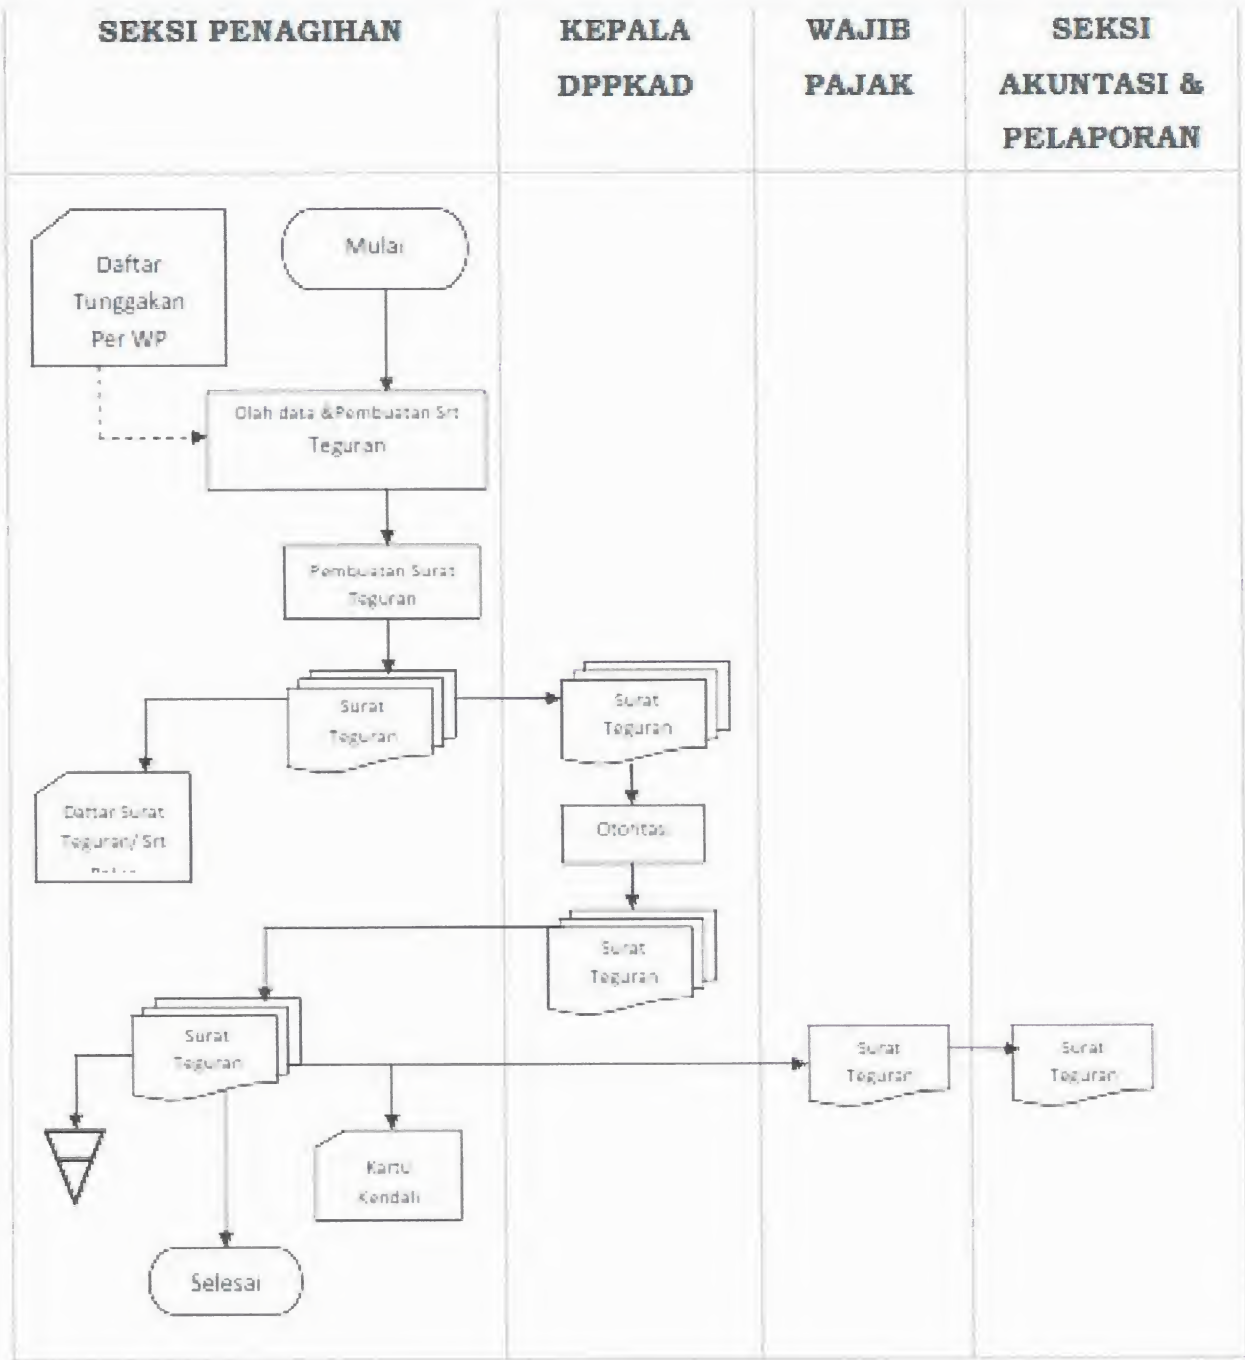 SEKSI PENAGIHAN
KEPALA
DPPKAD
WAJIB
PAJAK
SEKSI
AKUNTASI &
PELAPORAN
Daftar
Tunggakan
Per WP
Mulai
Olah data &Pembuatan Srt
Teguran
Pembuatan Surat
Teguran
Surat
Teguran
Surat
Teguran
Daftar Surat
Teguran/ Srt
Otoritas
Surat
Teguran
Surat
Teguran
Surat
Teguran
Surat
Teguran
Kartu
Kendali
Selesai